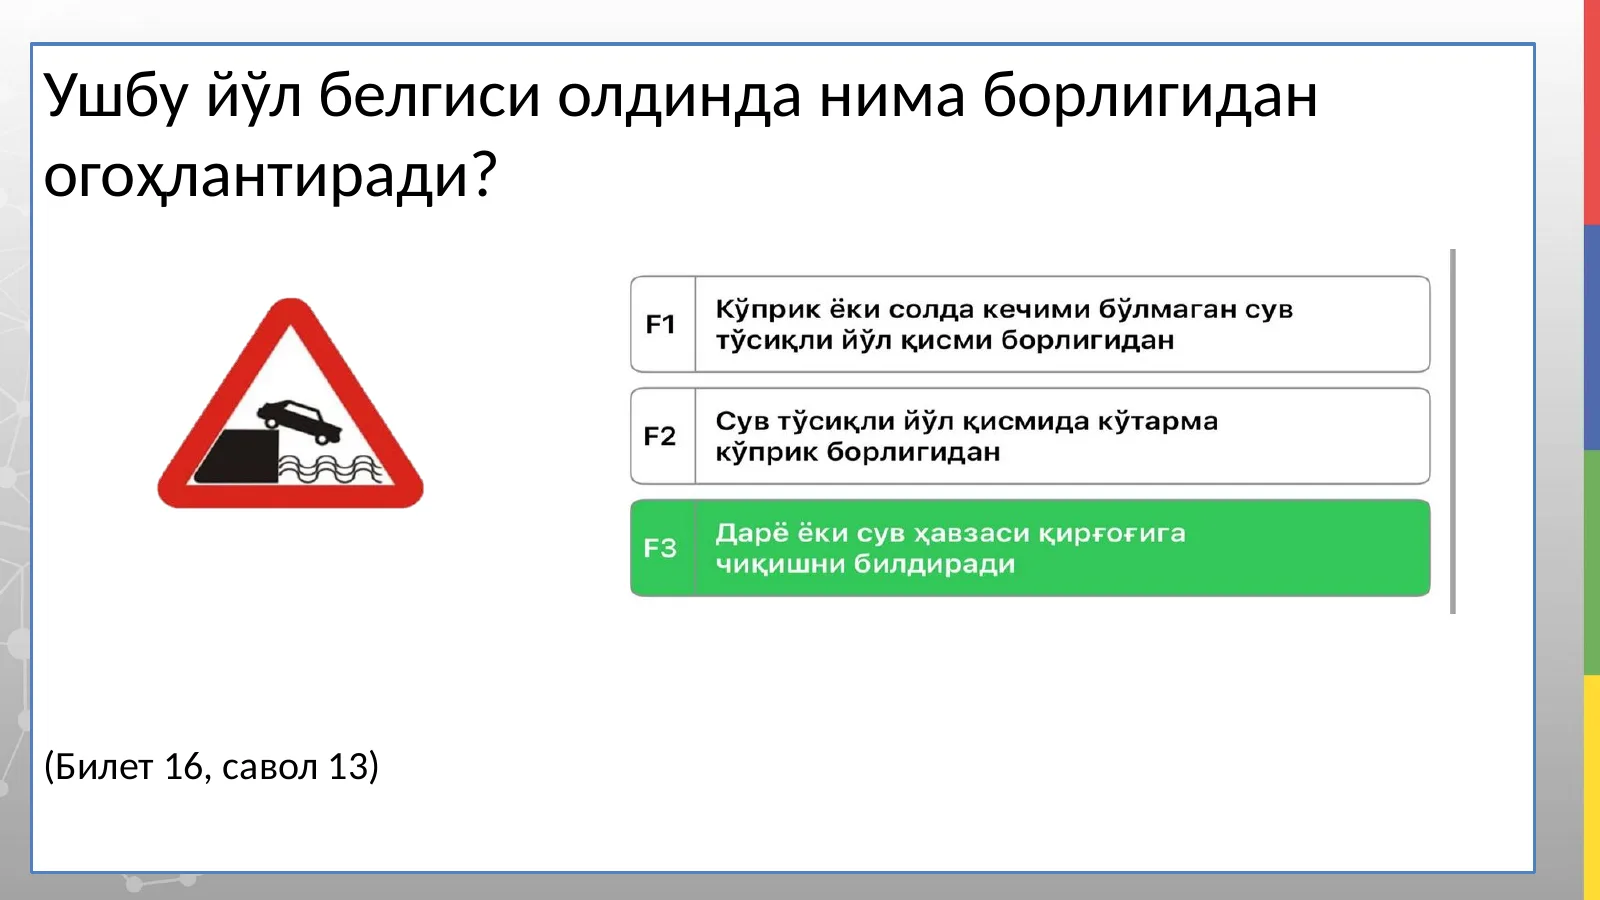 Ушбу йўл белгиси олдинда нима борлигидан
огоҳлантиради?
F1
Кўприк ёки солда кечими бўлмаган сув
тўсиқли йўл қисми борлигидан
F2
Сув тўсиқли йўл қисмида кўтарма
кўприк борлигидан
F3
Дарё ёки сув ҳавзаси қирғоғига
чиқишни билдиради
(Билет 16, савол 13)